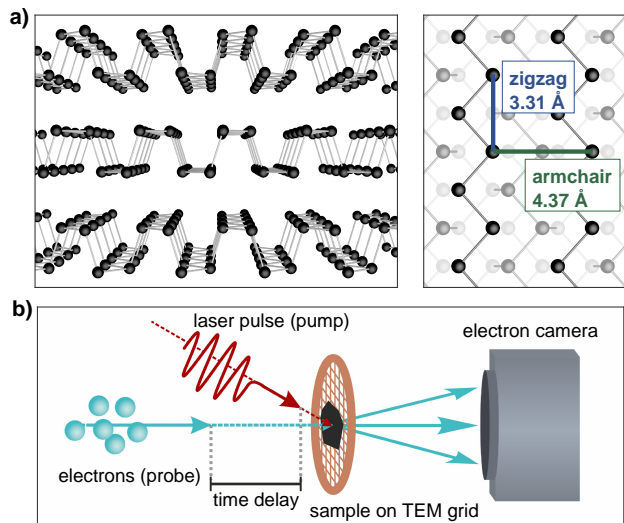 a)
zigzag
3.31 Å
armchair
4.37 Å
b)
laser pulse (pump)
electron camera
electrons (probe)
time delay
sample on TEM grid